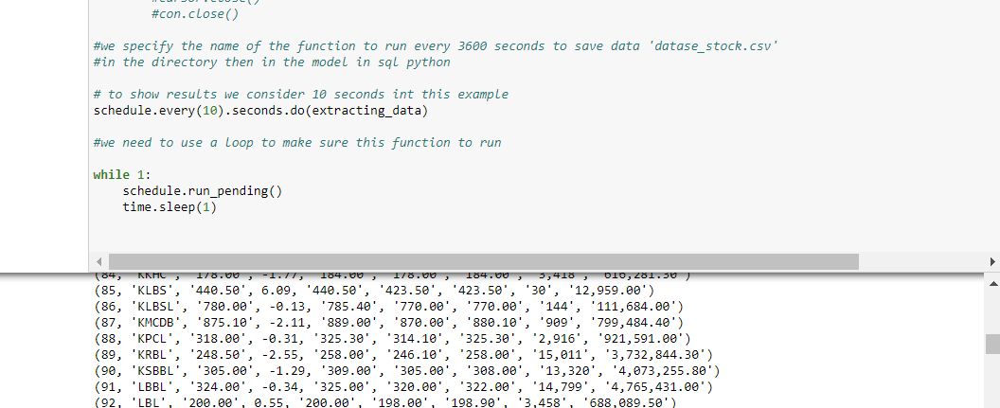 #con.close()
#we specify the name of the function to run every 3600 seconds to save data 'datase_stock.csv'
#in the directory then in the model in sql python
# to show results we consider 10 seconds int this example
schedule.every(10).seconds.do(extracting_data)
#we need to use a loop to make sure this function to run
while 1:
schedule.run_pending()
time.sleep(1)
(84, 'KKHC', '178.00', -1.77, '184.00', '178.00', '184.00', '3,418', '616,281.30')
(85, 'KLBS', '440.50', 6.09, '440.50', '423.50', '423.50', '30', '12,959.00')
(86, 'KLBSL', '780.00', -0.13, '785.40', '770.00', '770.00', '144', '111,684.00')
(87, 'KMCDB', '875.10', -2.11, '889.00', '870.00', '880.10', '909', '799,484.40')
(88, 'KPCL', '318.00', -0.31, '325.30', '314.10', '325.30', '2,916', '921,591.00')
(89, 'KRBL', '248.50', -2.55, '258.00', '246.10', '258.00', '15,011', '3,732,844.30')
(90, 'KSBBL', '305.00', -1.29, '309.00', '305.00', '308.00', '13,320', '4,073,255.80')
(91, 'LBBL', '324.00', -0.34, '325.00', '320.00', '322.00', '14,799', '4,765,431.00')
(92, 'LBL', '200.00', 0.55, '200.00', '198.00', '198.90', '3,458', '688,089.50')